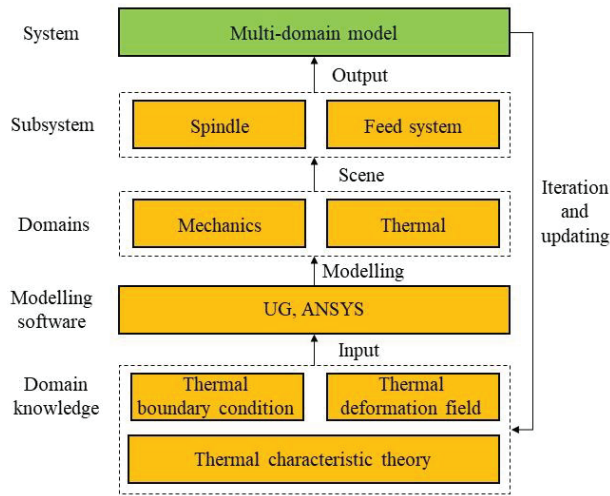 System
Multi-domain model
Output
Subsystem
Spindle
Feed system
Scene
Iteration
and
updating
Domains
Mechanics
Thermal
Modelling
Modelling
software
UG, ANSYS
Input
Domain
knowledge
Thermal
boundary condition
Thermal
deformation field
Thermal characteristic theory